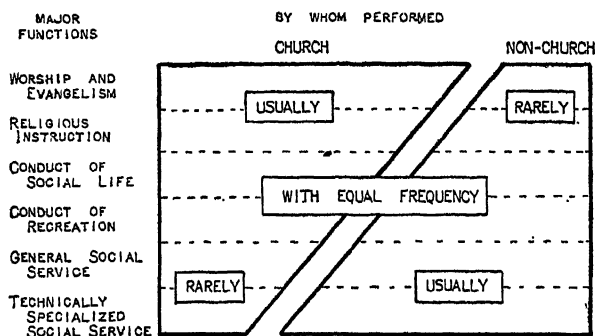 MAJOR
FUNCTIONS
BY WHOM PERFORMED
CHURCH
NON-CHURCH
WORSHIP AND
EVANGELISM
USUALLY
RARELY
RELIGIOUS
INSTRUCTION
CONDUCT OF
SOCIAL LIFE
WITH EQUAL FREQUENCY
CONDUCT OF
RECREATION
GENERAL SOCIAL
SERVICE
RARELY
USUALLY
TECHNICALLY
SPECIALIZED
SOCIAL SERVICE